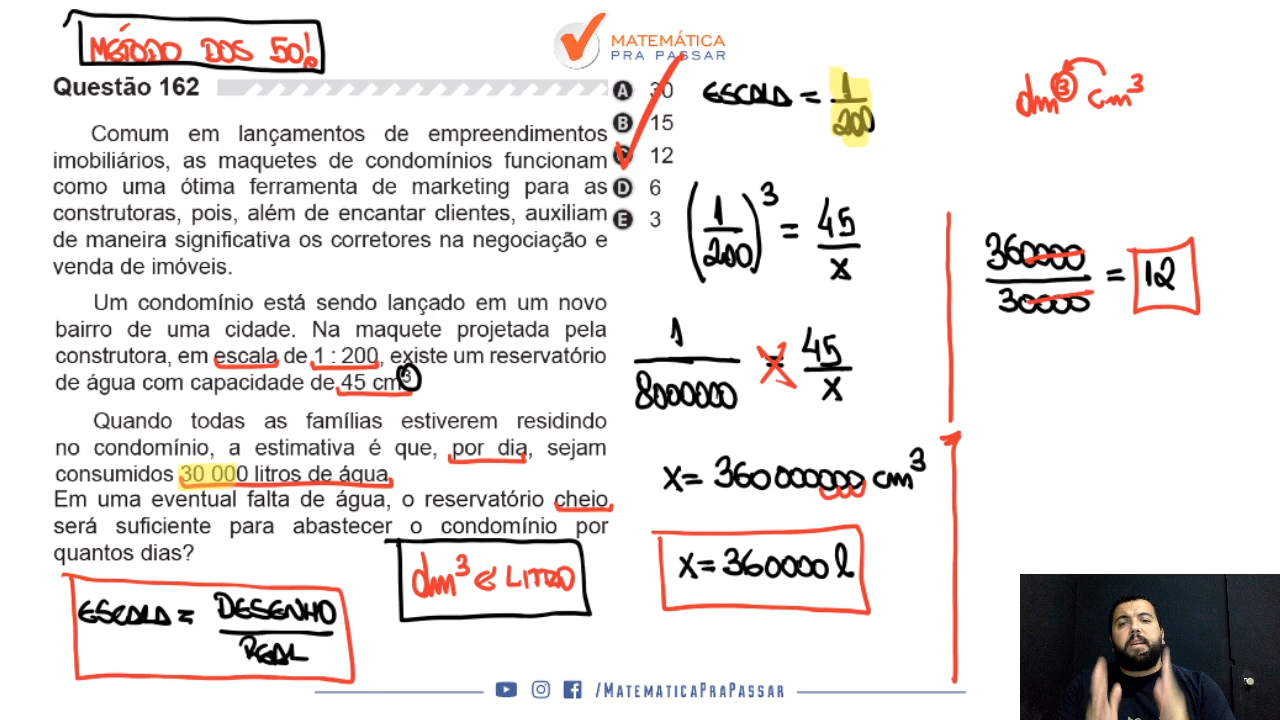 MÉTODO DOS 50!
MATEMÁTICA
PRA PASSAR
Questão 162
Comum em lançamentos de empreendimentos
imobiliários, as maquetes de condomínios funcionam
como uma ótima ferramenta de marketing para as
construtoras, pois, além de encantar clientes, auxiliam
de maneira significativa os corretores na negociação e
venda de imóveis.
Um condomínio está sendo lançado em um novo
bairro de uma cidade. Na maquete projetada pela
construtora, em escala de 1 : 200, existe um reservatório
de água com capacidade de 45 cm³
Quando todas as famílias estiverem residindo
no condomínio, a estimativa é que, por dia, sejam
consumidos 30 000 litros de água.
Em uma eventual falta de água, o reservatório cheio,
será suficiente para abastecer o condomínio por
quantos dias?
A 30
B 15
12
D 6
E 3
ESCALA = 1/200
(1/200)³ = 45/x
1/8000000 = 45/x
x = 360000000 cm³
x = 360000 l
dm³ cm³
360000/30000 = 12
dm³ é LITRO
ESCALA = DESENHO/REAL
/MATEMATICAPRAPASSAR